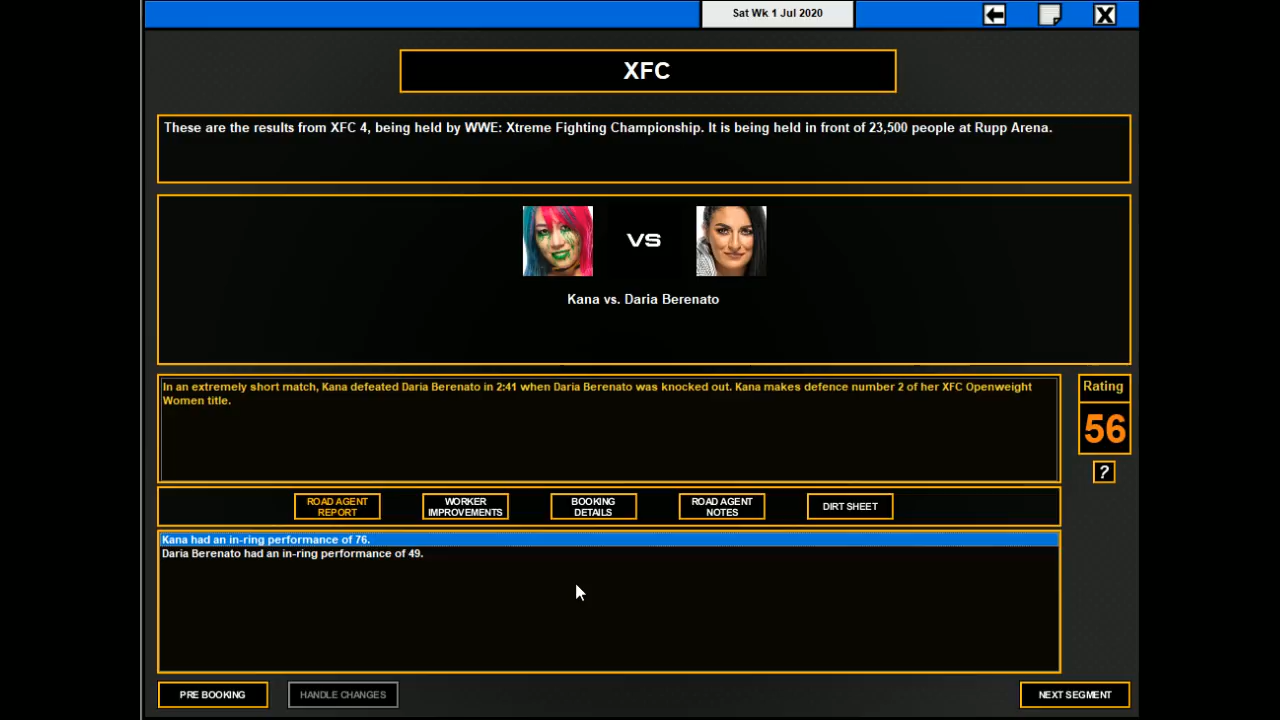 Sat Wk 1 Jul 2020
XFC
These are the results from XFC 4, being held by WWE: Xtreme Fighting Championship. It is being held in front of 23,500 people at Rupp Arena.
VS
Kana vs. Daria Berenato
In an extremely short match, Kana defeated Daria Berenato in 2:41 when Daria Berenato was knocked out. Kana makes defence number 2 of her XFC Openweight
Women title.
Rating
56
?
ROAD AGENT
REPORT
WORKER
IMPROVEMENTS
BOOKING
DETAILS
ROAD AGENT
NOTES
DIRT SHEET
Kana had an in-ring performance of 76.
Daria Berenato had an in-ring performance of 49.
PRE BOOKING
HANDLE CHANGES
NEXT SEGMENT